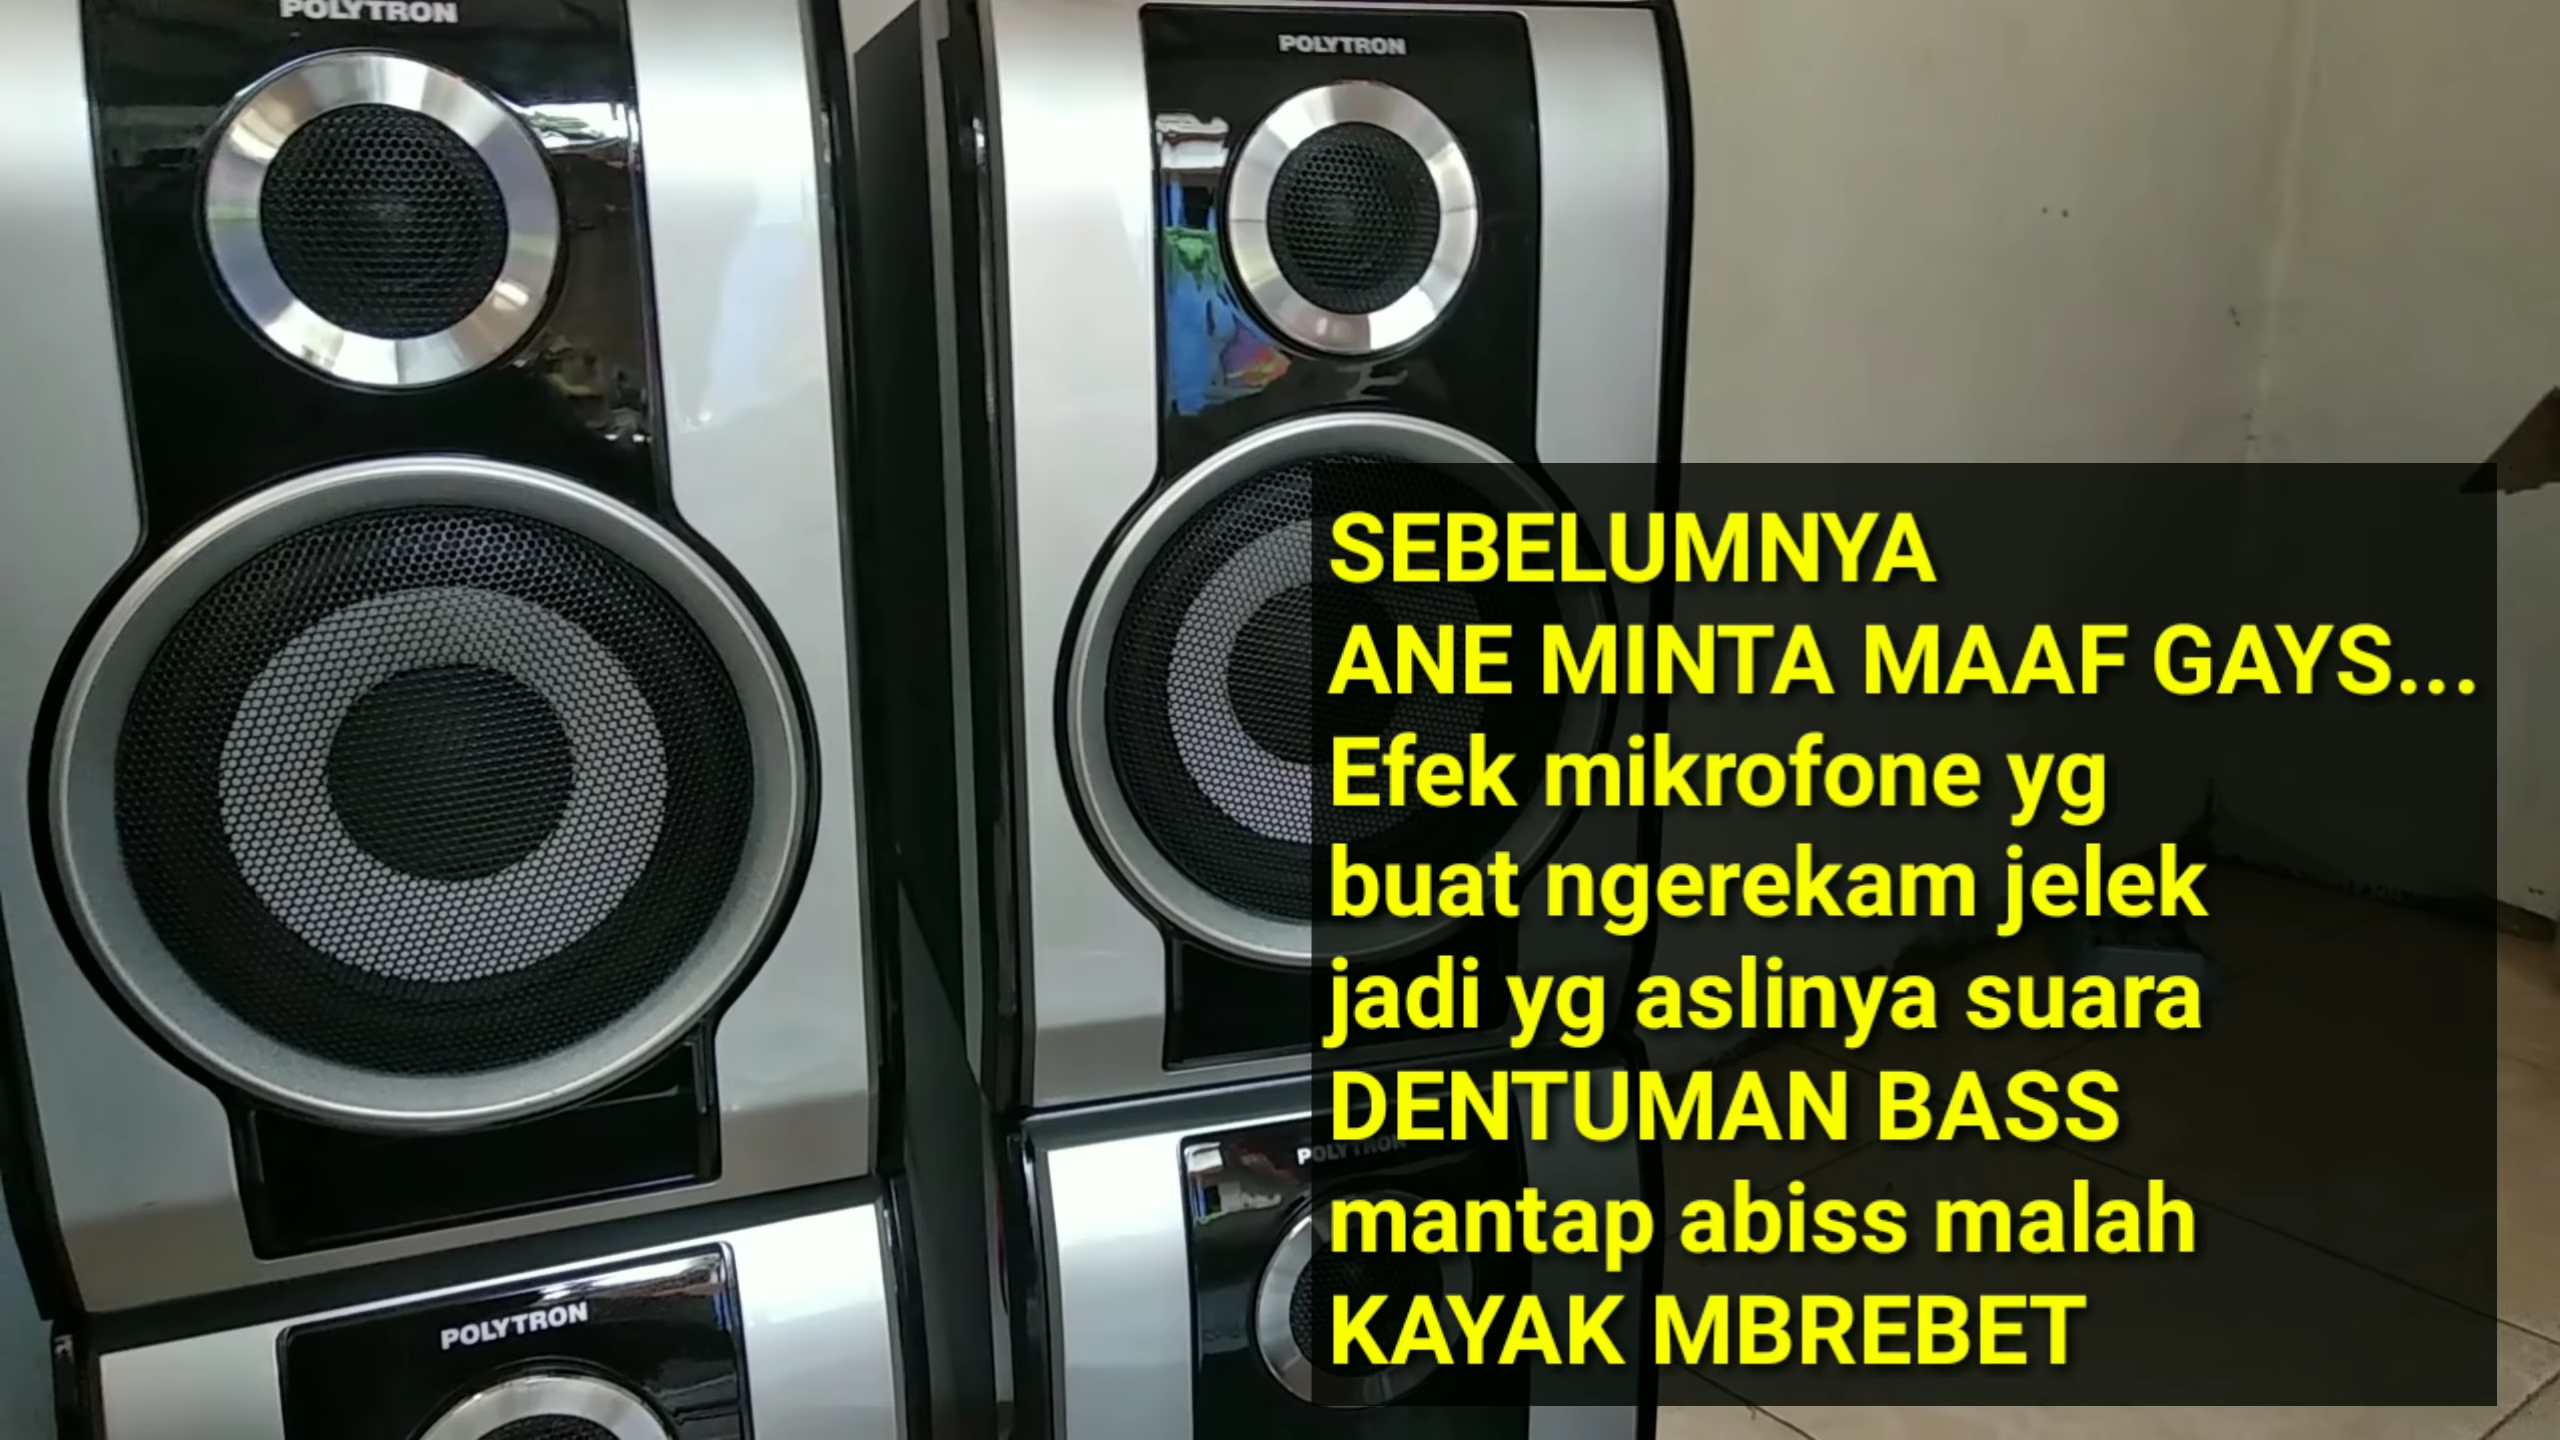 POLYTRON
POLYTRON
SEBELUMNYA
ANE MINTA MAAF GAYS...
Efek mikrofone yg
buat ngerekam jelek
jadi yg aslinya suara
DENTUMAN BASS
mantap abiss malah
KAYAK MBREBET
POLYTRON
POLYTRON